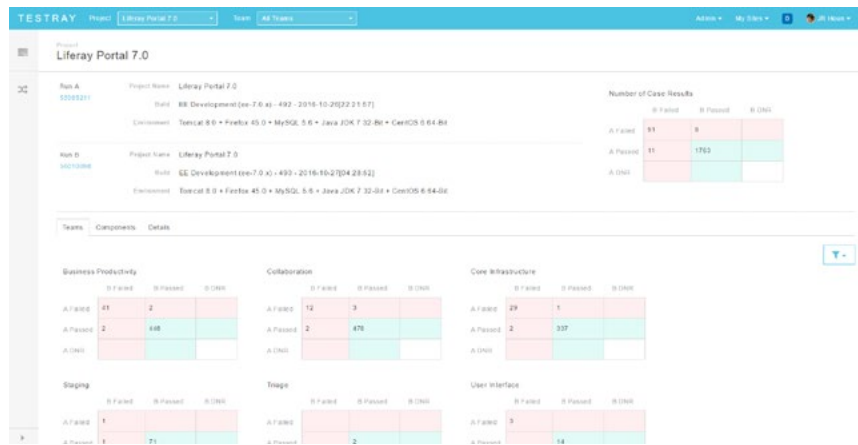 TESTRAY Project Liferay Portal 7.0 Team All Teams Admin My Sites 0 JR Houn
Project
Liferay Portal 7.0
Run A Project Name Liferay Portal 7.0
Build EE Development (ee-7.0.x) - 492 - 2016-10-26[22:21:57]
Environment Tomcat 8.0 + Firefox 45.0 + MySQL 5.6 + Java JDK 7 32-Bit + CentOS 6 64-Bit
Run B Project Name Liferay Portal 7.0
Build EE Development (ee-7.0.x) - 493 - 2016-10-27[04:28:52]
Environment Tomcat 8.0 + Firefox 45.0 + MySQL 5.6 + Java JDK 7 32-Bit + CentOS 6 64-Bit
Number of Case Results
B Failed B Passed B DNR
A Failed 91
A Passed 11 1763
A DNR
Teams Components Details
Business Productivity
B Failed B Passed B DNR
A Failed 41 2
A Passed 2 448
A DNR
Collaboration
B Failed B Passed B DNR
A Failed 12 3
A Passed 2 478
A DNR
Core Infrastructure
B Failed B Passed B DNR
A Failed 29 1
A Passed 2 337
A DNR
Staging
B Failed B Passed B DNR
A Failed 1
A Passed 1 71
Triage
B Failed B Passed B DNR
A Failed
A Passed 2
User Interface
B Failed B Passed B DNR
A Failed 3
A Passed 14